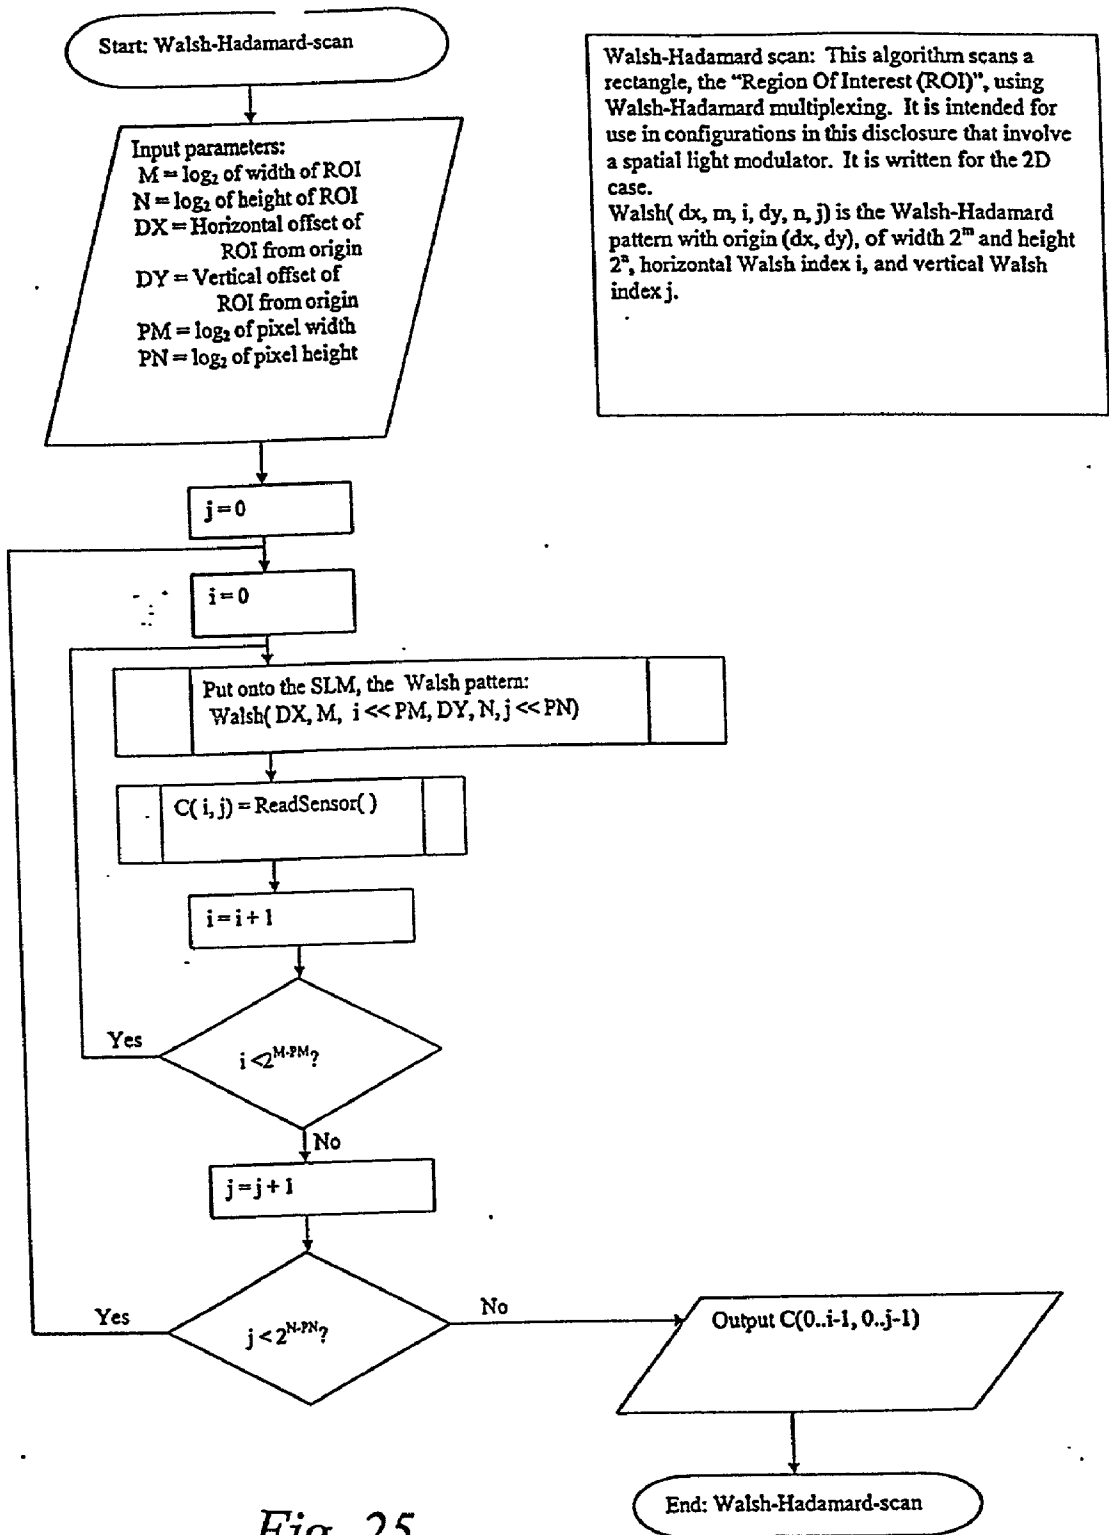 Start: Walsh-Hadamard-scan
Input parameters:
M = log₂ of width of ROI
N = log₂ of height of ROI
DX = Horizontal offset of
ROI from origin
DY = Vertical offset of
ROI from origin
PM = log₂ of pixel width
PN = log₂ of pixel height
Walsh-Hadamard scan: This algorithm scans a
rectangle, the “Region Of Interest (ROI)”, using
Walsh-Hadamard multiplexing. It is intended for
use in configurations in this disclosure that involve
a spatial light modulator. It is written for the 2D
case.
Walsh( dx, m, i, dy, n, j) is the Walsh-Hadamard
pattern with origin (dx, dy), of width 2ᵐ and height
2ⁿ, horizontal Walsh index i, and vertical Walsh
index j.
j = 0
i = 0
Put onto the SLM, the Walsh pattern:
Walsh( DX, M, i << PM, DY, N, j << PN)
C( i, j) = ReadSensor( )
i = i + 1
Yes
i <2^M-PM?
No
j = j + 1
Yes
j < 2^N-PN?
No
Output C(0..i-1, 0..j-1)
End: Walsh-Hadamard-scan
Fig. 25